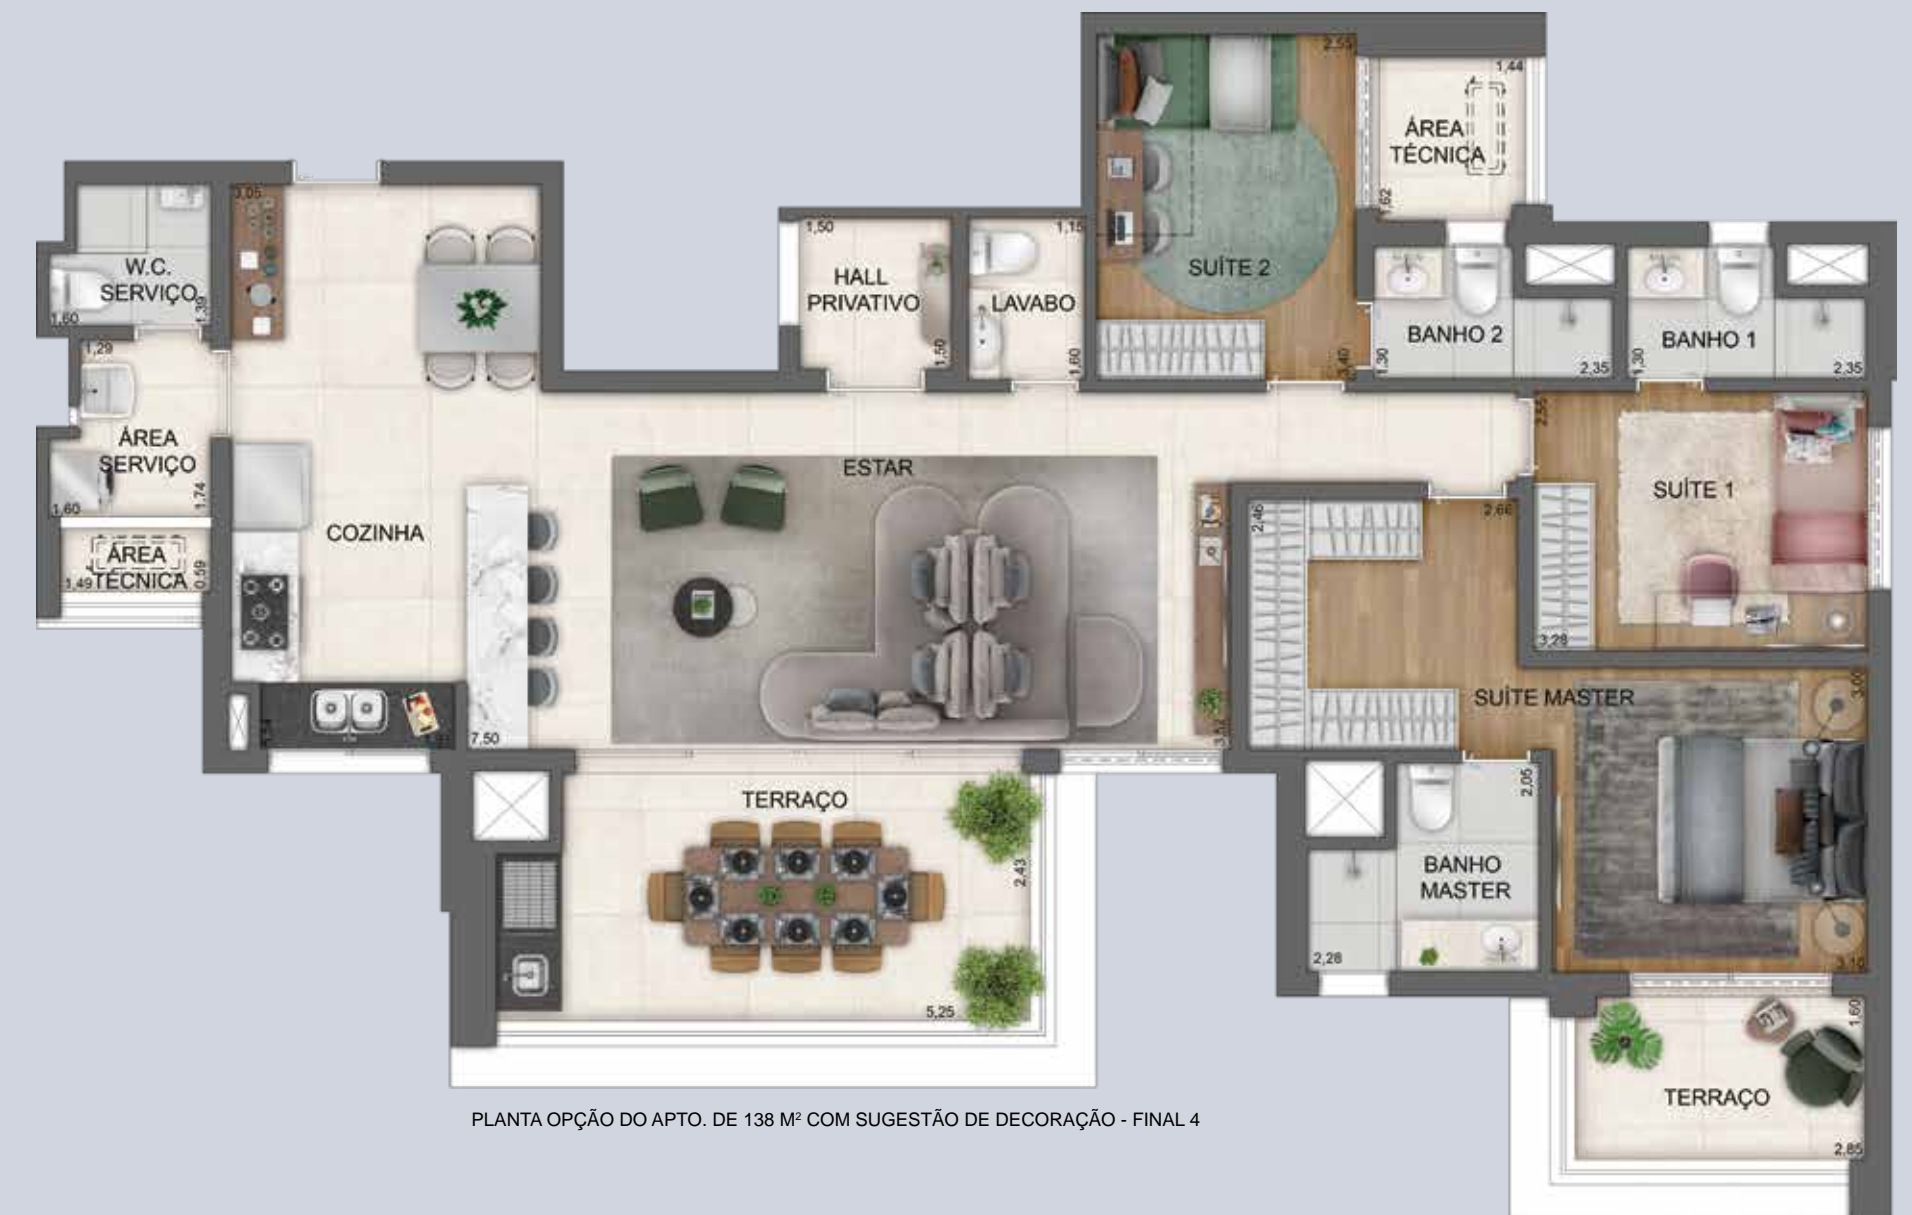 2,55
1,44
ÁREA
TÉCNICA
1,62
SUÍTE 2
3,40
3,05
W.C.
SERVIÇO
1,60
1,39
1,50
HALL
PRIVATIVO
1,50
1,15
LAVABO
1,60
BANHO 2
1,30
2,35
BANHO 1
1,30
2,35
1,29
ÁREA
SERVIÇO
1,60
1,74
ÁREA
TÉCNICA
1,49
0,59
COZINHA
ESTAR
7,50
3,52
2,55
SUÍTE 1
3,28
2,46
2,66
SUÍTE MASTER
3,00
3,10
TERRAÇO
2,43
5,25
2,05
BANHO
MASTER
2,28
1,60
TERRAÇO
2,85
PLANTA OPÇÃO DO APTO. DE 138 M² COM SUGESTÃO DE DECORAÇÃO - FINAL 4